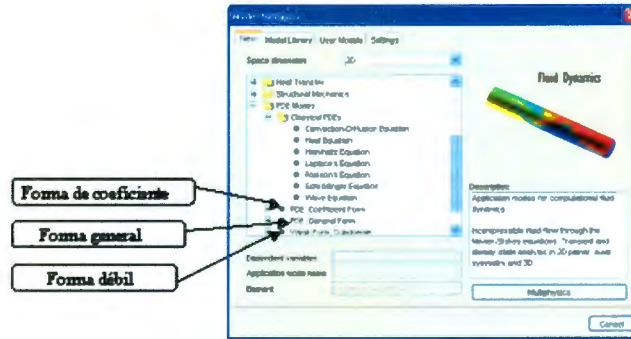 New Model Library User Models Settings
Space dimension: 2D
Heat Transfer
Structural Mechanics
PDE Modes
Classical PDEs
Convection-Diffusion Equation
Heat Equation
Helmholtz Equation
Laplace's Equation
Poisson's Equation
Schrödinger Equation
Wave Equation
PDE, Coefficient Form
PDE, General Form
Weak Form, Subdomain
Dependent variables:
Application mode name:
Element:
Fluid Dynamics
Description:
Application modes for computational fluid
dynamics
Incompressible fluid flow through the
Navier-Stokes equations. Transient and
steady state analysis in 2D planar, axial
symmetry and 3D.
Multiphysics
Cancel
Forma de coeficiente
Forma general
Forma débil